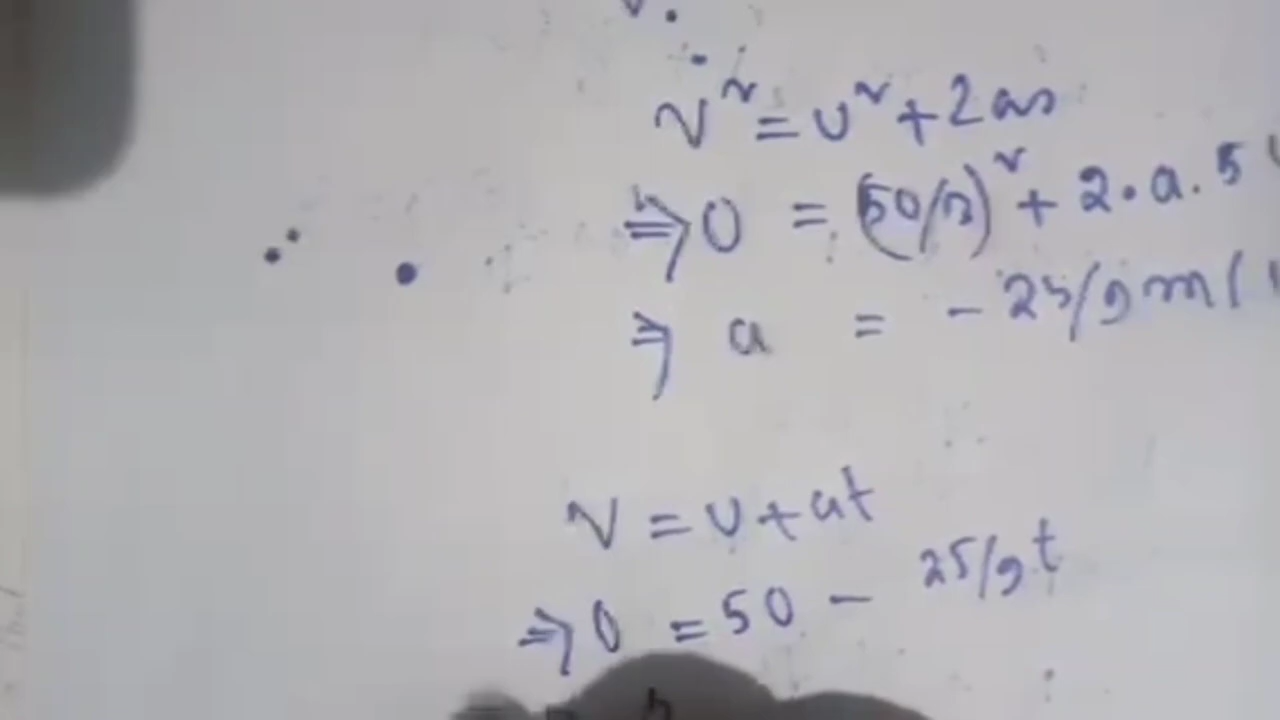 v² = u² + 2as
⇒ 0 = (50/3)² + 2.a.5
⇒ a = - 25/9 m/
v = u + at
⇒ 0 = 50 - 25/9 t